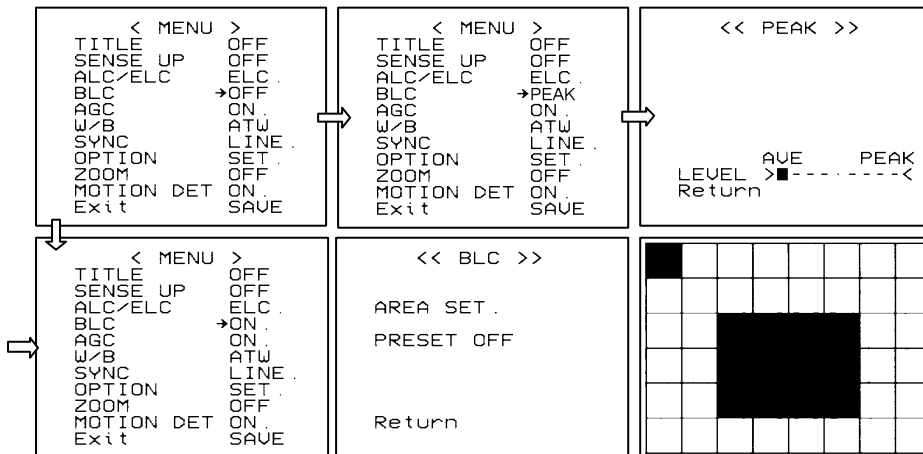 < MENU >
TITLE OFF
SENSE UP OFF
ALC/ELC ELC.
BLC →OFF
AGC ON.
W/B ATW
SYNC LINE.
OPTION SET.
ZOOM OFF
MOTION DET ON.
Exit SAVE
< MENU >
TITLE OFF
SENSE UP OFF
ALC/ELC ELC.
BLC →PEAK
AGC ON.
W/B ATW
SYNC LINE.
OPTION SET.
ZOOM OFF
MOTION DET ON.
Exit SAVE
<< PEAK >>
AVE PEAK
LEVEL >■--------<
Return
< MENU >
TITLE OFF
SENSE UP OFF
ALC/ELC ELC.
BLC →ON.
AGC ON.
W/B ATW
SYNC LINE.
OPTION SET.
ZOOM OFF
MOTION DET ON.
Exit SAVE
<< BLC >>
AREA SET.
PRESET OFF
Return